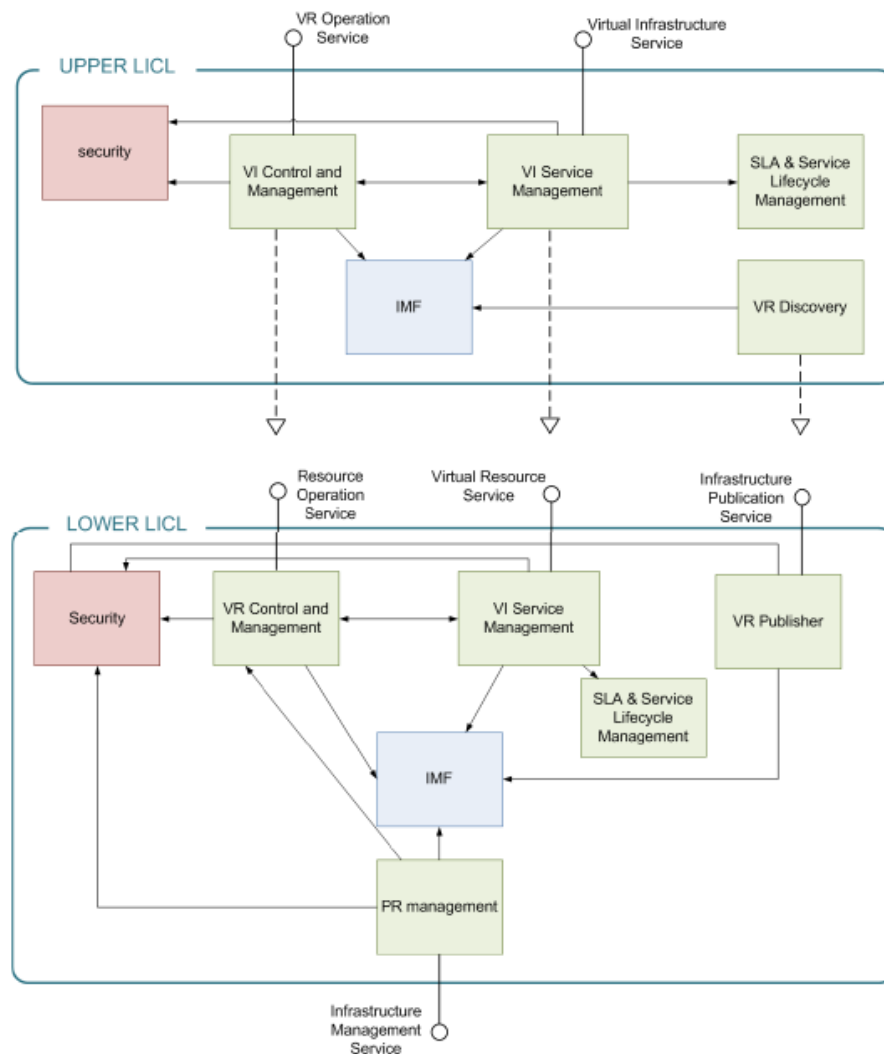 VR Operation
Service
Virtual Infrastructure
Service
UPPER LICL
security
VI Control and
Management
VI Service
Management
SLA & Service
Lifecycle
Management
IMF
VR Discovery
Resource
Operation
Service
Virtual Resource
Service
Infrastructure
Publication
Service
LOWER LICL
Security
VR Control and
Management
VI Service
Management
VR Publisher
SLA & Service
Lifecycle
Management
IMF
PR management
Infrastructure
Management
Service